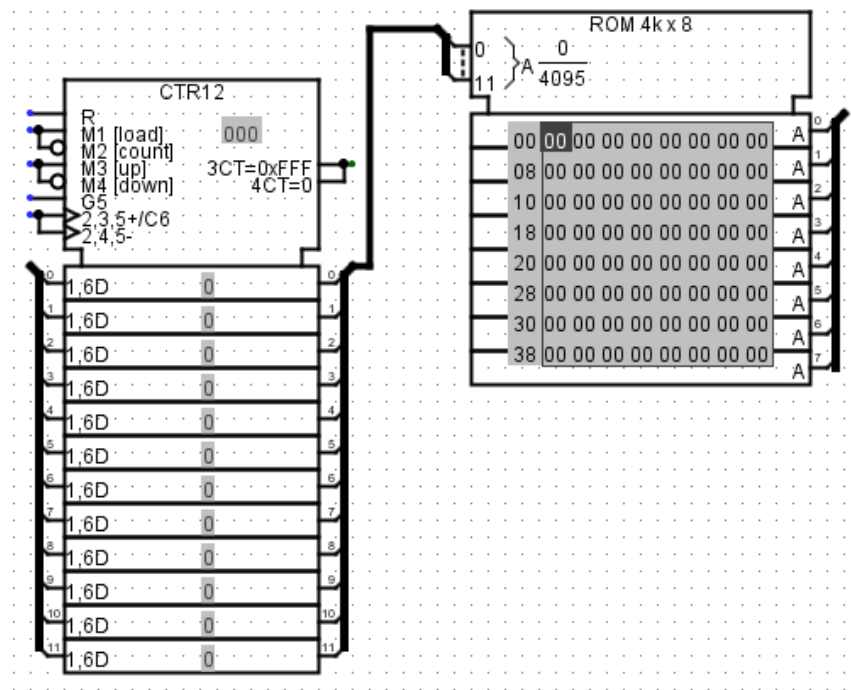 ROM 4k x 8
0
11
A
0
4095
CTR12
R
M1 [load]
M2 [count]
M3 [up]
M4 [down]
G5
2,3,5+/C6
2,4,5-
000
3CT=0xFFF
4CT=0
00 00 00 00 00 00 00 00 00 A 0
08 00 00 00 00 00 00 00 00 A 1
10 00 00 00 00 00 00 00 00 A 2
18 00 00 00 00 00 00 00 00 A 3
20 00 00 00 00 00 00 00 00 A 4
28 00 00 00 00 00 00 00 00 A 5
30 00 00 00 00 00 00 00 00 A 6
38 00 00 00 00 00 00 00 00 A 7
0 1,6D 0 0
1 1,6D 0 1
2 1,6D 0 2
3 1,6D 0 3
4 1,6D 0 4
5 1,6D 0 5
6 1,6D 0 6
7 1,6D 0 7
8 1,6D 0 8
9 1,6D 0 9
10 1,6D 0 10
11 1,6D 0 11